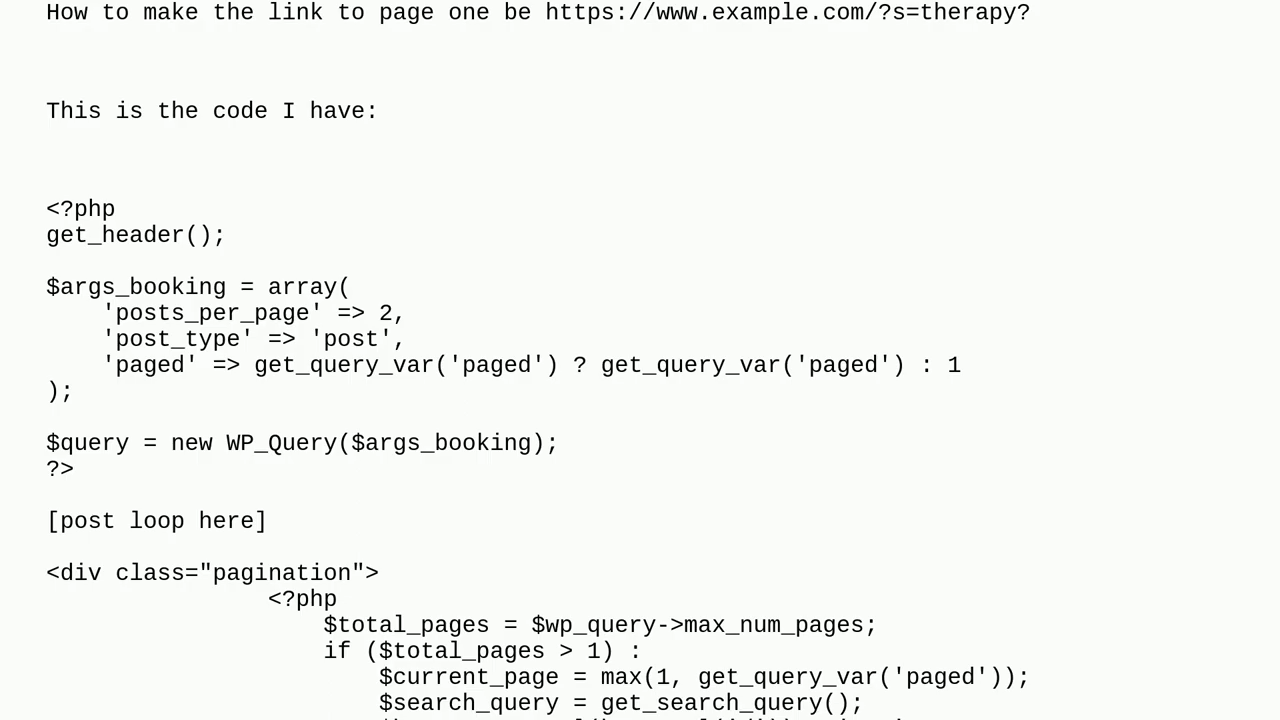 How to make the link to page one be https://www.example.com/?s=therapy?
This is the code I have:
<?php
get_header();
$args_booking = array(
    'posts_per_page' => 2,
    'post_type' => 'post',
    'paged' => get_query_var('paged') ? get_query_var('paged') : 1
);
$query = new WP_Query($args_booking);
?>
[post loop here]
<div class="pagination">
                <?php
                    $total_pages = $wp_query->max_num_pages;
                    if ($total_pages > 1) :
                        $current_page = max(1, get_query_var('paged'));
                        $search_query = get_search_query();